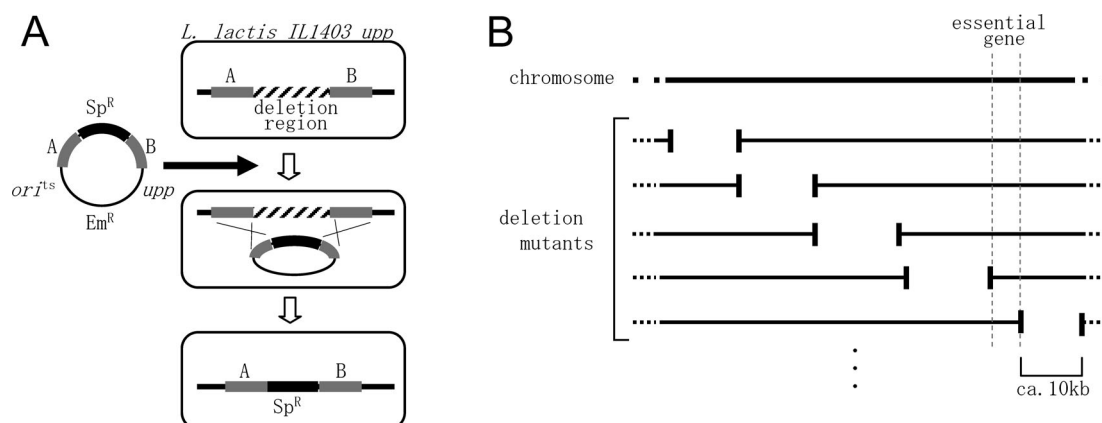 A
L. lactis IL1403 upp
A B
deletion
region
Sp^R
A B
ori^ts upp
Em^R
A B
Sp^R
B
essential
gene
chromosome
deletion
mutants
ca. 10kb